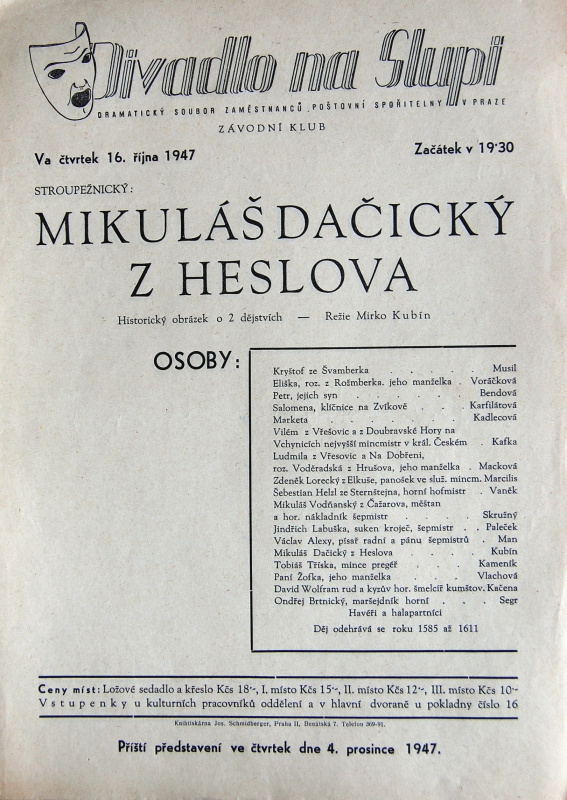 Divadlo na Slupi
DRAMATICKÝ SOUBOR ZAMĚSTNANCŮ POŠTOVNÍ SPOŘITELNY V PRAZE
ZÁVODNÍ KLUB
Va čtvrtek 16. října 1947
Začátek v 19·30
STROUPEŽNICKÝ:
MIKULÁŠ DAČICKÝ
Z HESLOVA
Historický obrázek o 2 dějstvích — Režie Mirko Kubín
OSOBY:
Kryštof ze Švamberka . . . . . Musil
Eliška, roz. z Rožmberka. jeho manželka . Voráčková
Petr, jejich syn . . . . . Bendová
Salomena, klíčnice na Zvíkově . . . Karfilátová
Marketa . . . . . . Kadlecová
Vilém z Vřešovic a z Doubravské Hory na
Vchynicích nejvyšší mincmistr v král. Českém . Kafka
Ludmila z Vřesovic a Na Dobřeni,
roz. Voděradská z Hrušova, jeho manželka . Macková
Zdeněk Lorecký z Elkuše, panošek ve služ. mincm. Marcilis
Šebestian Helzl ze Sternštejna, horní hofmistr . Vaněk
Mikuláš Vodňanský z Čažarova, měštan
a hor. nákladník šepmistr . . . . Skružný
Jindřich Labuška, suken kroječ, šepmistr . . Paleček
Václav Alexy, písař radní a pánu šepmistrů . Man
Mikuláš Dačický z Heslova . . . . Kubín
Tobiáš Tříska, mince pregéř . . . . Kameník
Paní Žofka, jeho manželka . . . Vlachová
David Wolfram rud a kyzův hor. šmelcíř kumštov. Kačena
Ondřej Brtnický, maršejdník horní . . . Segr
Havéři a halapartníci
Děj odehrává se roku 1585 až 1611
Ceny míst: Ložové sedadlo a křeslo Kčs 18·-, I. místo Kčs 15·-, II. místo Kčs 12·-, III. místo Kčs 10·-
Vstupenky u kulturních pracovníků oddělení a v hlavní dvoraně u pokladny číslo 16
Knihtiskárna Jos. Schmidberger, Praha II, Benátská 7. Telefon 369-91.
Příští představení ve čtvrtek dne 4. prosince 1947.